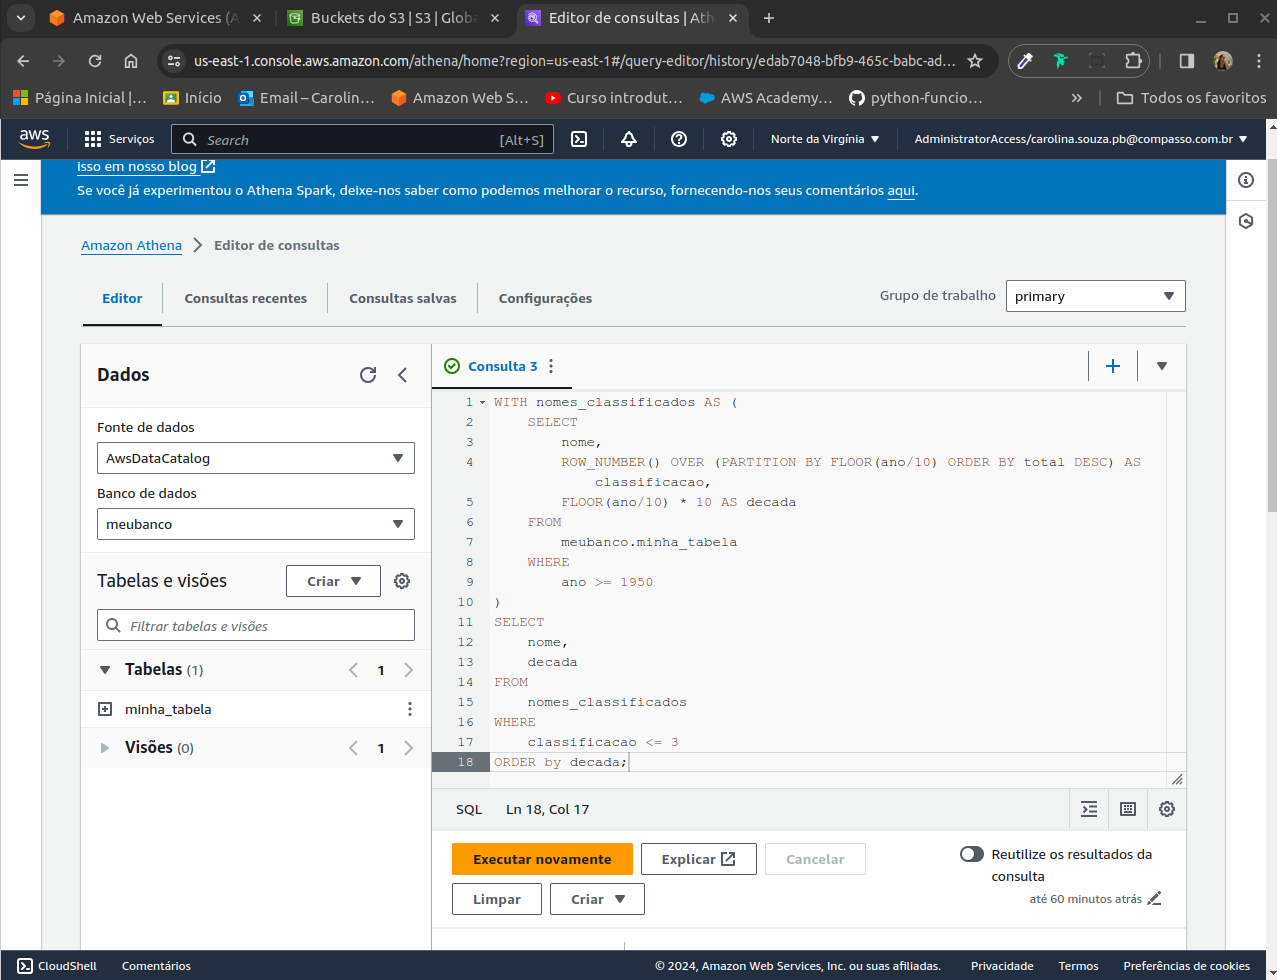 Amazon Web Services (A
Buckets do S3 | S3 | Globa
Editor de consultas | Ath
us-east-1.console.aws.amazon.com/athena/home?region=us-east-1#/query-editor/history/edab7048-bfb9-465c-babc-ad...
Página Inicial |...
Início
Email – Carolin...
Amazon Web S...
Curso introdut...
AWS Academy...
python-funcio...
Todos os favoritos
aws
Serviços
Search
[Alt+S]
Norte da Virgínia
AdministratorAccess/carolina.souza.pb@compasso.com.br
isso em nosso blog
Se você já experimentou o Athena Spark, deixe-nos saber como podemos melhorar o recurso, fornecendo-nos seus comentários aqui.
Amazon Athena
Editor de consultas
Editor
Consultas recentes
Consultas salvas
Configurações
Grupo de trabalho
primary
Dados
Fonte de dados
AwsDataCatalog
Banco de dados
meubanco
Tabelas e visões
Criar
Filtrar tabelas e visões
Tabelas (1)
1
minha_tabela
Visões (0)
1
Consulta 3
1 WITH nomes_classificados AS (
2 SELECT
3 nome,
4 ROW_NUMBER() OVER (PARTITION BY FLOOR(ano/10) ORDER BY total DESC) AS
classificacao,
5 FLOOR(ano/10) * 10 AS decada
6 FROM
7 meubanco.minha_tabela
8 WHERE
9 ano >= 1950
10 )
11 SELECT
12 nome,
13 decada
14 FROM
15 nomes_classificados
16 WHERE
17 classificacao <= 3
18 ORDER by decada;
SQL
Ln 18, Col 17
Executar novamente
Explicar
Cancelar
Limpar
Criar
Reutilize os resultados da
consulta
até 60 minutos atrás
CloudShell
Comentários
© 2024, Amazon Web Services, Inc. ou suas afiliadas.
Privacidade
Termos
Preferências de cookies